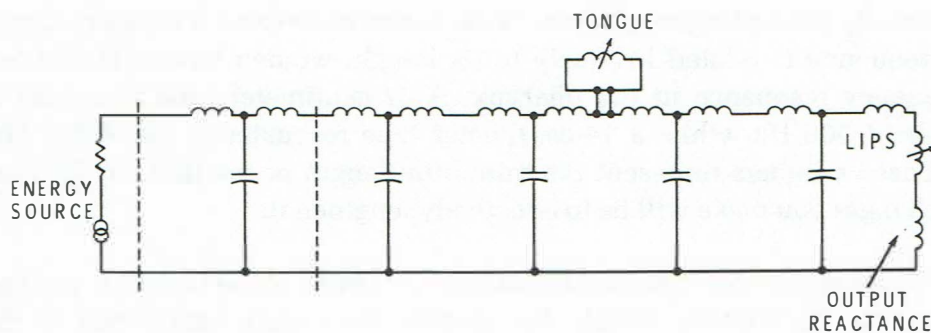 TONGUE
LIPS
ENERGY
SOURCE
OUTPUT
REACTANCE